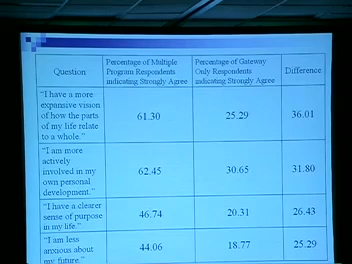 Question
Percentage of Multiple
Program Respondents
indicating Strongly Agree
Percentage of Gateway
Only Respondents
indicating Strongly Agree
Difference
"I have a more
expansive vision
of how the parts
of my life relate
to a whole."
61.30
25.29
36.01
"I am more
actively
involved in my
own personal
development."
62.45
30.65
31.80
"I have a clearer
sense of purpose
in my life."
46.74
20.31
26.43
"I am less
anxious about
my future."
44.06
18.77
25.29